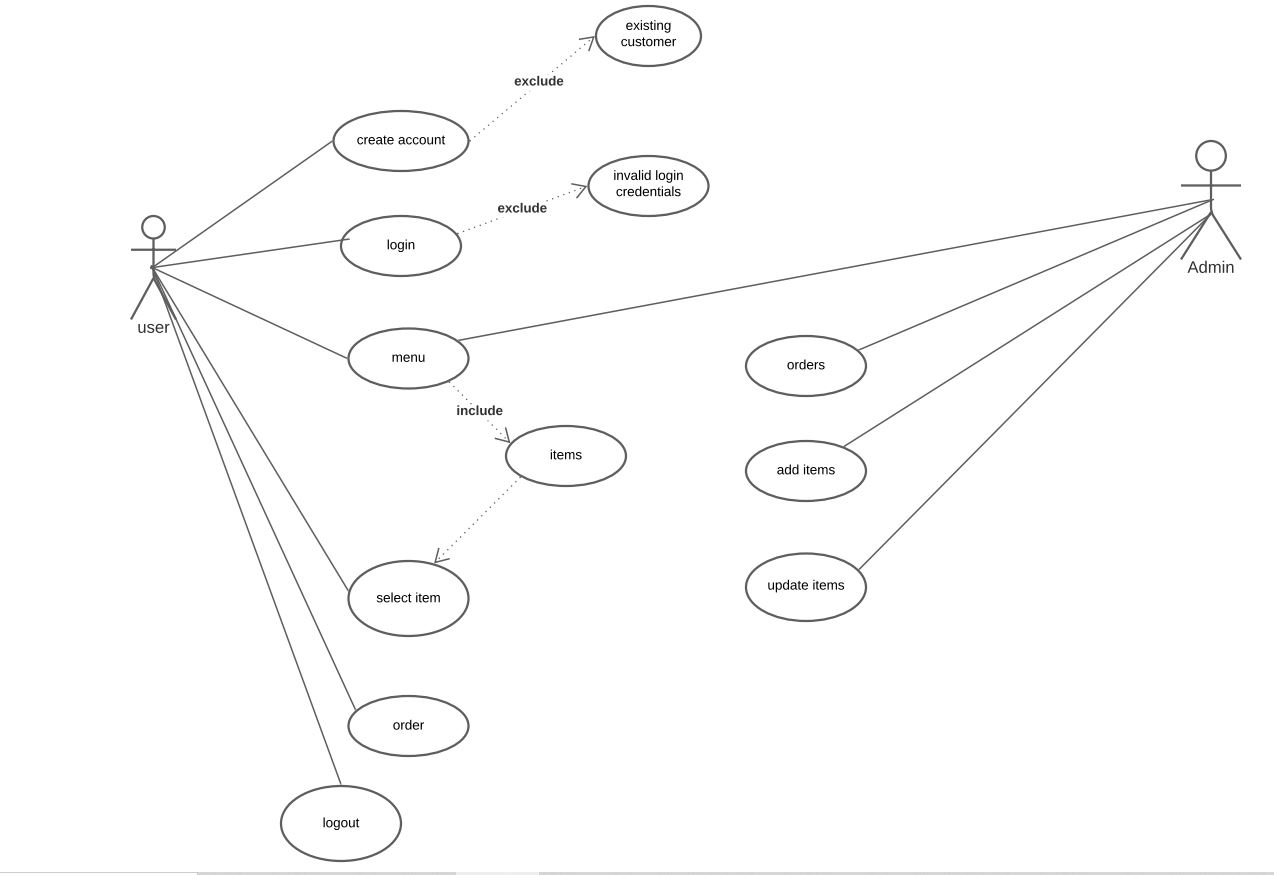 existing
customer
exclude
create account
invalid login
credentials
exclude
login
Admin
user
menu
orders
include
items
add items
update items
select item
order
logout